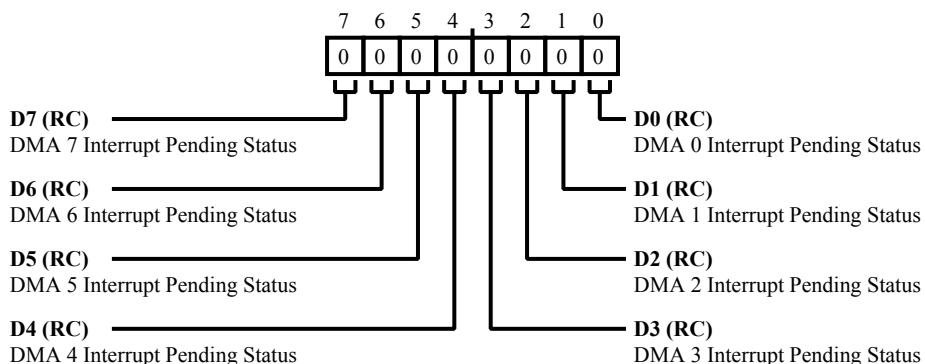 7 6 5 4 3 2 1 0
0 0 0 0 0 0 0 0
D7 (RC)
DMA 7 Interrupt Pending Status
D6 (RC)
DMA 6 Interrupt Pending Status
D5 (RC)
DMA 5 Interrupt Pending Status
D4 (RC)
DMA 4 Interrupt Pending Status
D0 (RC)
DMA 0 Interrupt Pending Status
D1 (RC)
DMA 1 Interrupt Pending Status
D2 (RC)
DMA 2 Interrupt Pending Status
D3 (RC)
DMA 3 Interrupt Pending Status